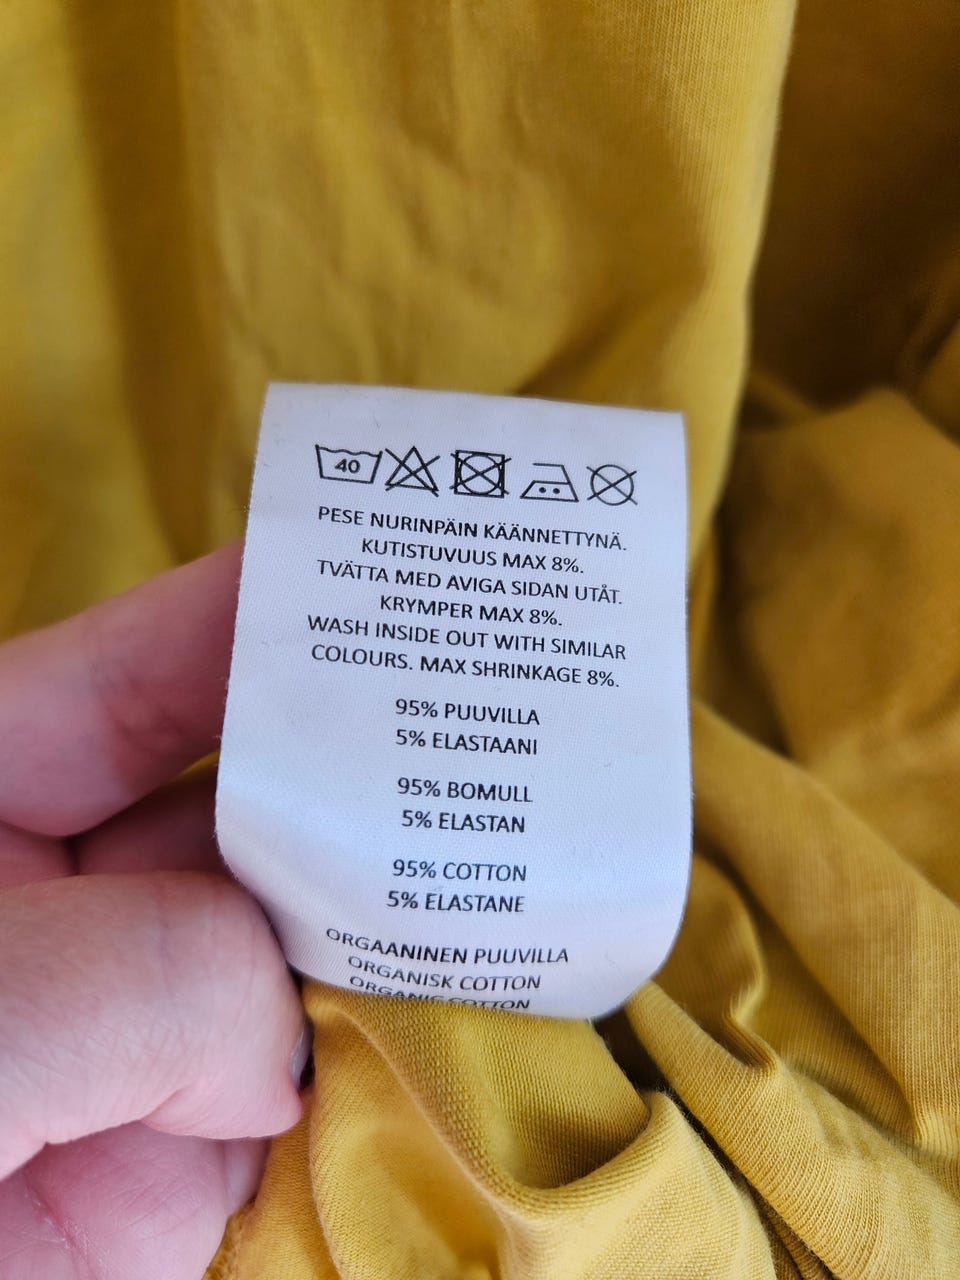 40
PESE NURINPÄIN KÄÄNNETTYNÄ.
KUTISTUVUUS MAX 8%.
TVÄTTA MED AVIGA SIDAN UTÅT.
KRYMPER MAX 8%.
WASH INSIDE OUT WITH SIMILAR
COLOURS. MAX SHRINKAGE 8%.
95% PUUVILLA
5% ELASTAANI
95% BOMULL
5% ELASTAN
95% COTTON
5% ELASTANE
ORGAANINEN PUUVILLA
ORGANISK COTTON
ORGANIC COTTON